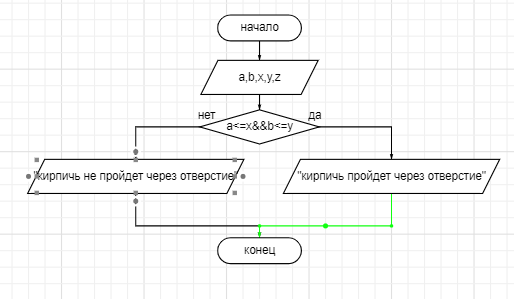 начало
a,b,x,y,z
нет
да
a<=x&&b<=y
"кирпичь не пройдет через отверстие"
"кирпичь пройдет через отверстие"
конец